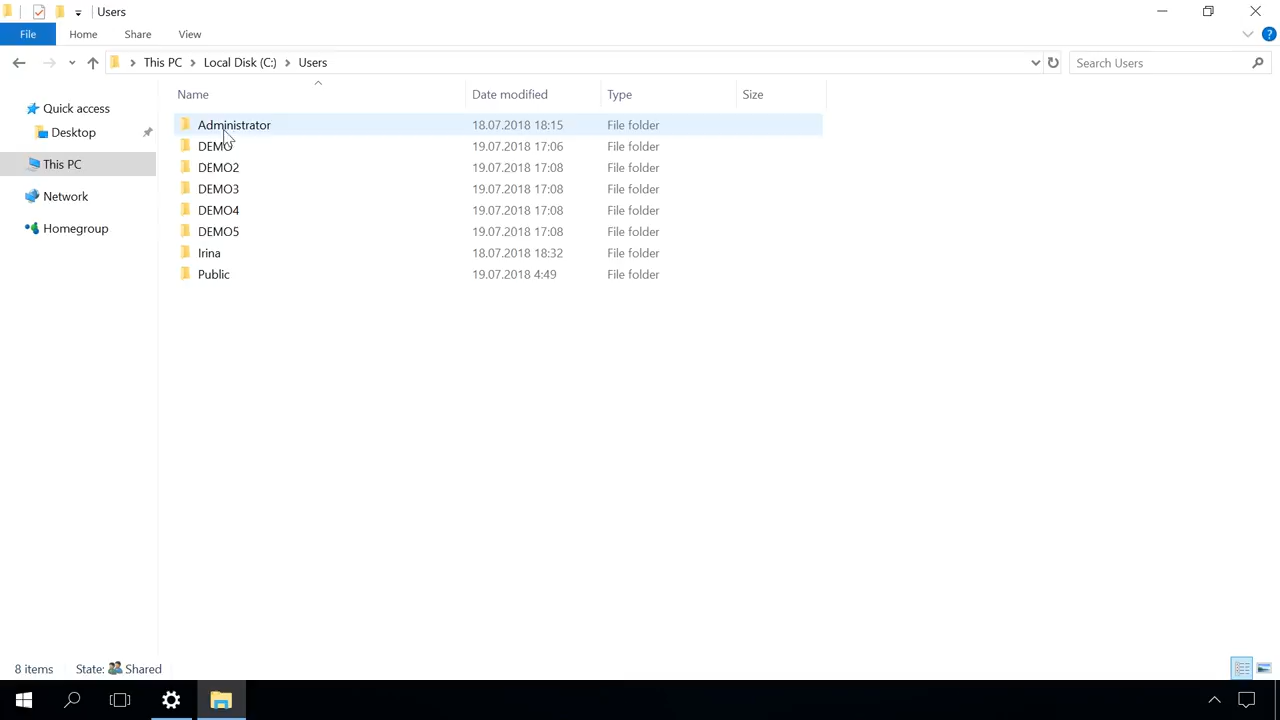 Users
File Home Share View
This PC Local Disk (C:) Users Search Users
Name Date modified Type Size
Quick access
Desktop
This PC
Network
Homegroup
Administrator 18.07.2018 18:15 File folder
DEMO 19.07.2018 17:06 File folder
DEMO2 19.07.2018 17:08 File folder
DEMO3 19.07.2018 17:08 File folder
DEMO4 19.07.2018 17:08 File folder
DEMO5 19.07.2018 17:08 File folder
Irina 18.07.2018 18:32 File folder
Public 19.07.2018 4:49 File folder
8 items State: Shared